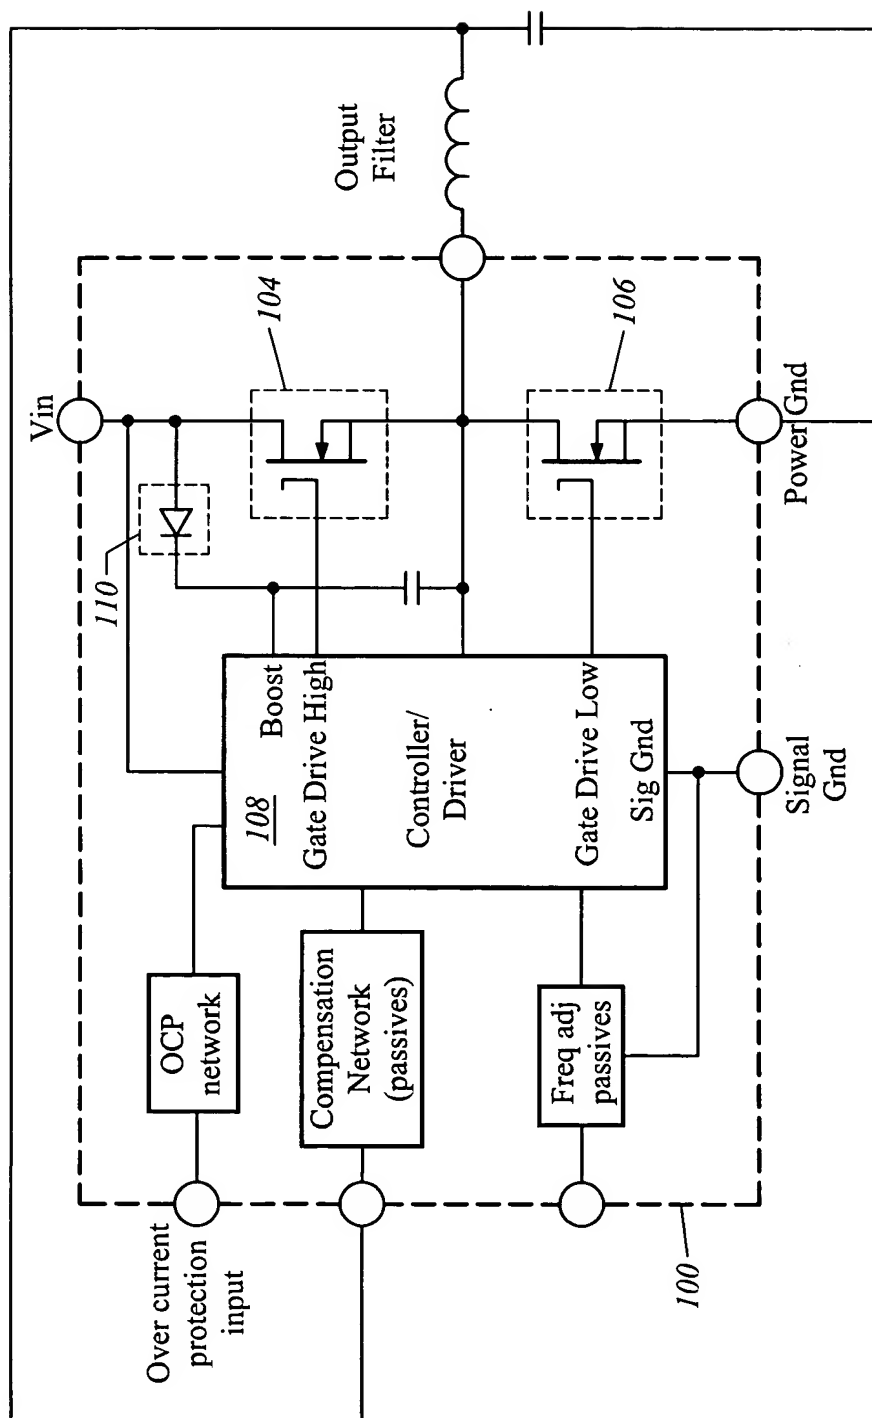 Over current
protection
input
OCP
network
Compensation
Network
(passives)
Freq adj
passives
100
108
Boost
Gate Drive High
Controller/
Driver
Gate Drive Low
Sig Gnd
Signal
Gnd
110
Vin
104
106
Power Gnd
Output
Filter